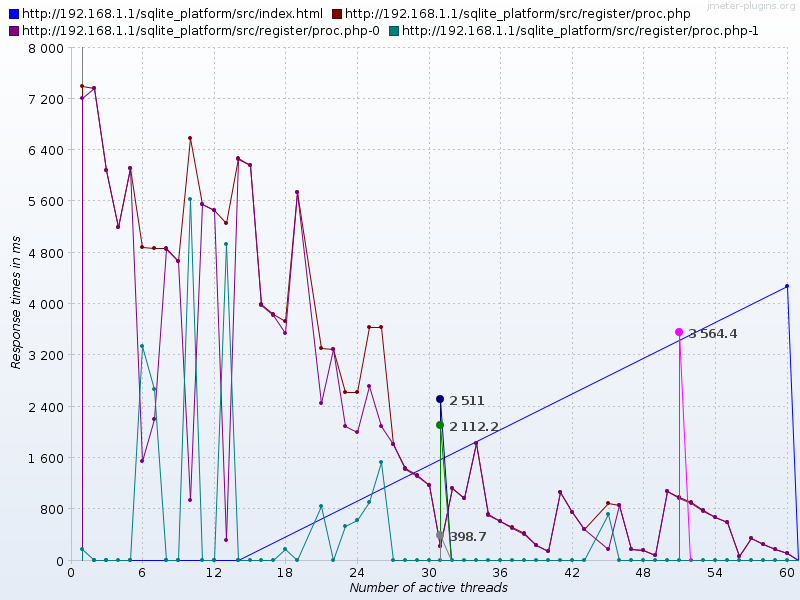 jmeter-plugins.org
http://192.168.1.1/sqlite_platform/src/index.html http://192.168.1.1/sqlite_platform/src/register/proc.php
http://192.168.1.1/sqlite_platform/src/register/proc.php-0 http://192.168.1.1/sqlite_platform/src/register/proc.php-1
8 000
7 200
6 400
5 600
4 800
4 000
3 200
2 400
1 600
800
0
Response times in ms
3 564.4
2 511
2 112.2
398.7
0 6 12 18 24 30 36 42 48 54 60
Number of active threads